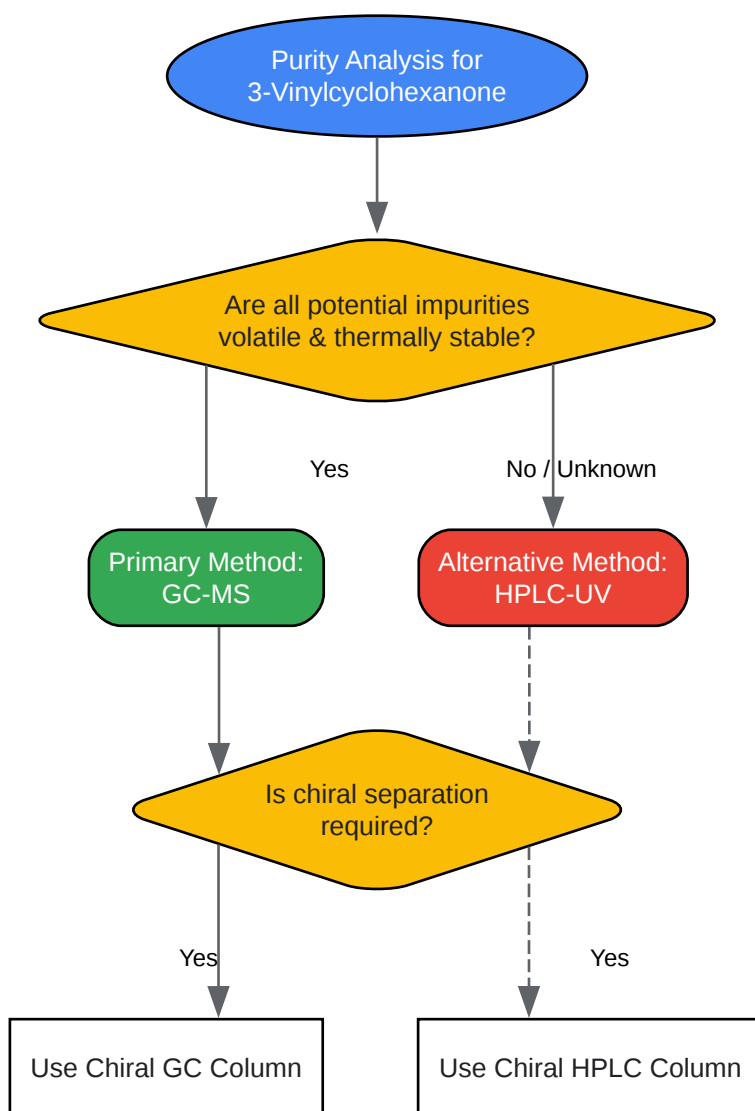 Purity Analysis for
3-Vinylcyclohexanone
Are all potential impurities
volatile & thermally stable?
Yes
No / Unknown
Primary Method:
GC-MS
Alternative Method:
HPLC-UV
Is chiral separation
required?
Yes
Yes
Use Chiral GC Column
Use Chiral HPLC Column